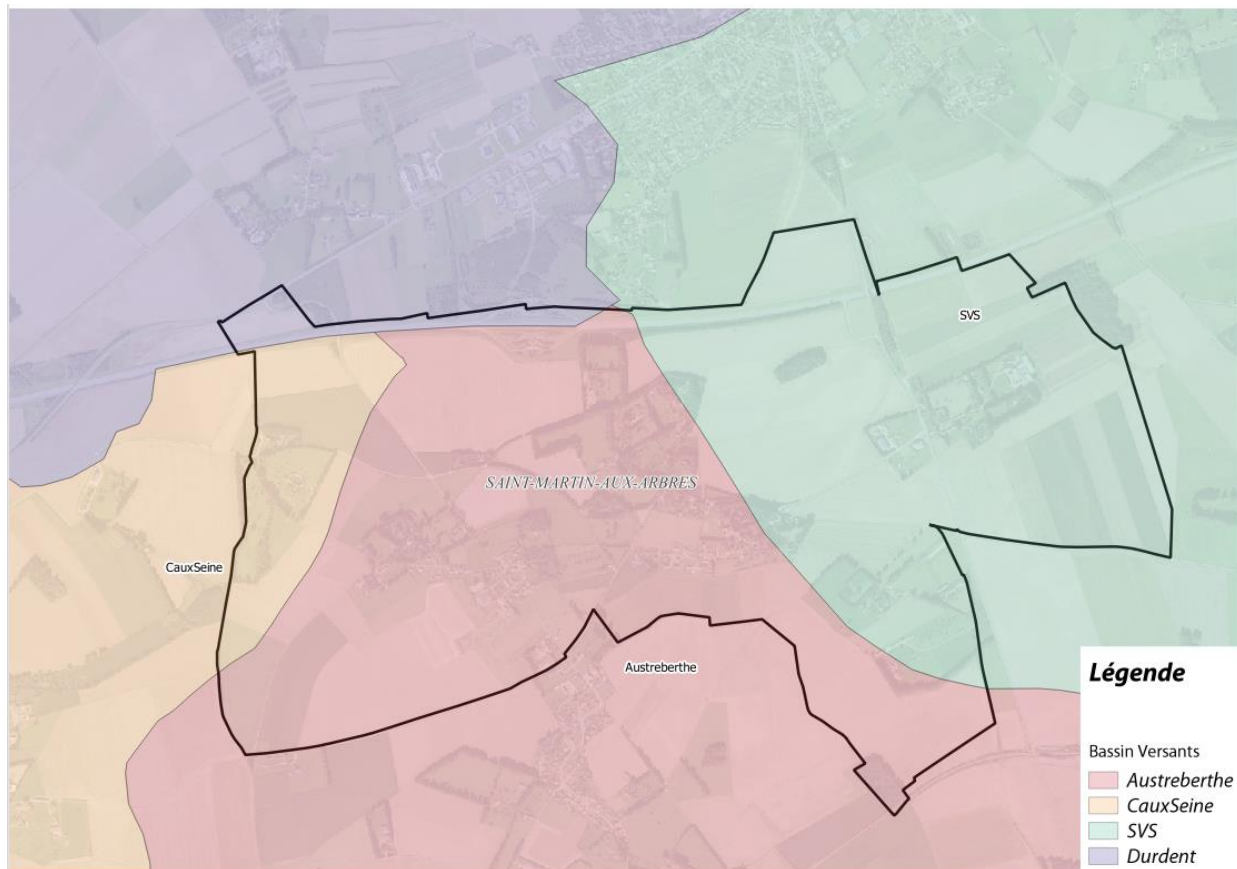 SVS
SAINT-MARTIN-AUX-ARBRES
CauxSeine
Austreberthe
Légende
Bassin Versants
Austreberthe
CauxSeine
SVS
Durdent